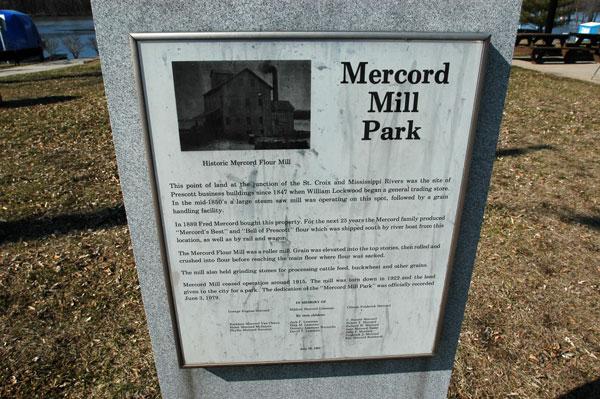 Mercord
Mill
Park
Historic Mercord Flour Mill
This point of land at the junction of the St. Croix and Mississippi Rivers was the site of
Prescott business buildings since 1847 when William Lockwood began a general trading store.
In the mid-1850's a large steam saw mill was operating on this spot, followed by a grain
handling facility.
In 1889 Fred Mercord bought this property. For the next 25 years the Mercord family produced
"Mercord's Best" and "Bell of Prescott" flour which was shipped south by river boat from this
location, as well as by rail and wagon.
The Mercord Flour Mill was a roller mill. Grain was elevated into the top stories, then rolled and
crushed into flour before reaching the main floor where flour was sacked.
The mill also held grinding stones for processing cattle feed, buckwheat and other grains.
Mercord Mill ceased operation around 1915. The mill was torn down in 1922 and the land
given to the city for a park. The dedication of the "Mercord Mill Park" was officially recorded
June 3, 1979.
IN MEMORY OF
George Eugene Mercord